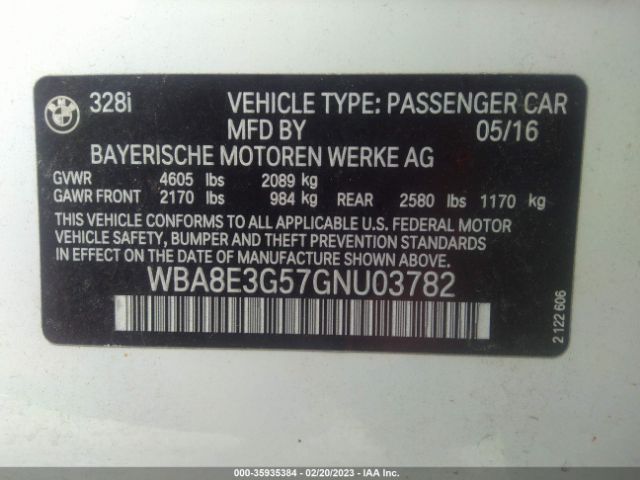 BMW 328i VEHICLE TYPE: PASSENGER CAR
MFD BY 05/16
BAYERISCHE MOTOREN WERKE AG
GVWR 4605 lbs 2089 kg
GAWR FRONT 2170 lbs 984 kg REAR 2580 lbs 1170 kg
THIS VEHICLE CONFORMS TO ALL APPLICABLE U.S. FEDERAL MOTOR
VEHICLE SAFETY, BUMPER AND THEFT PREVENTION STANDARDS
IN EFFECT ON THE DATE OF MANUFACTURE SHOWN ABOVE.
WBA8E3G57GNU03782
2 122 606
000-35935384 — 02/20/2023 — IAA Inc.